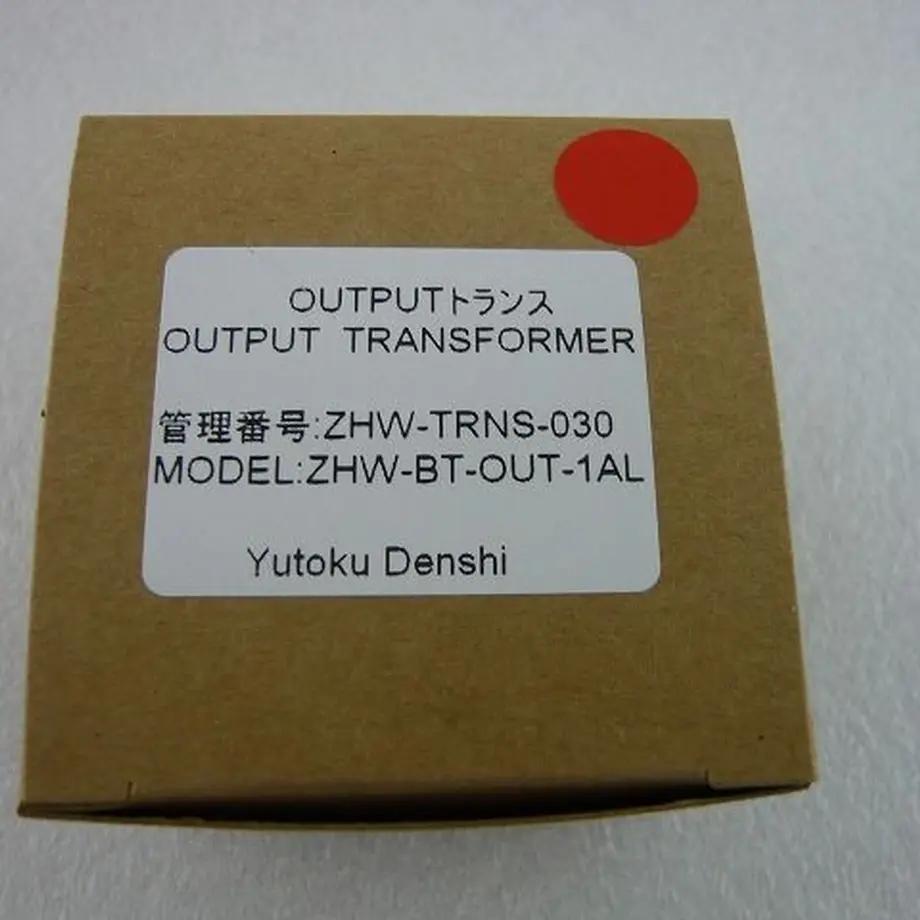 OUTPUTトランス
OUTPUT TRANSFORMER
管理番号:ZHW-TRNS-030
MODEL:ZHW-BT-OUT-1AL
Yutoku Denshi